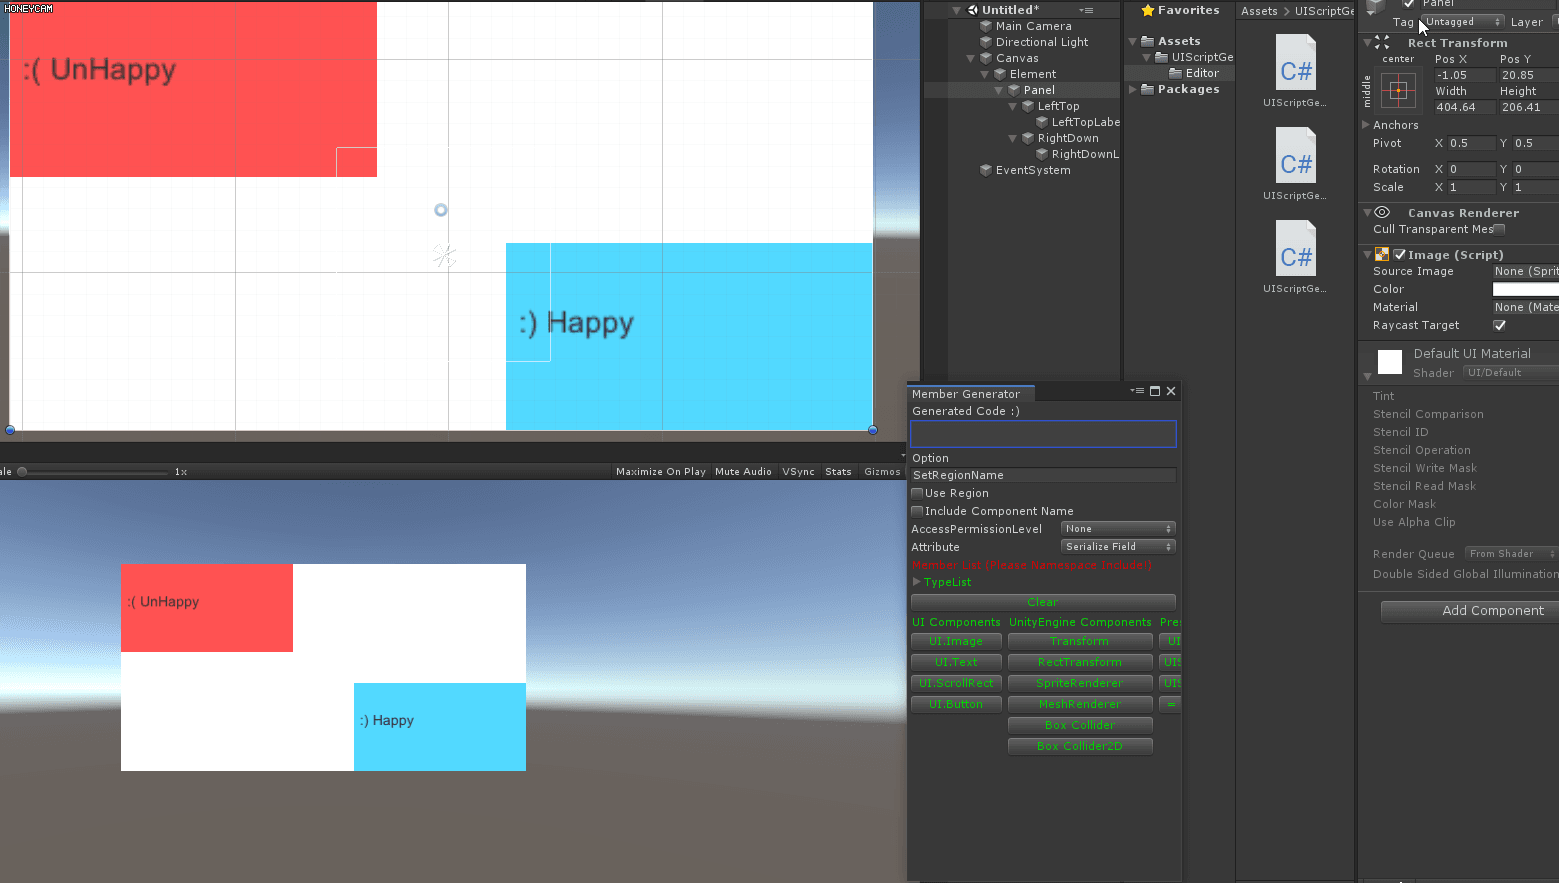 HONEYCAM
:( UnHappy
:) Happy
1x
Maximize On Play
Mute Audio
VSync
Stats
Gizmos
:( UnHappy
:) Happy
Untitled*
Main Camera
Directional Light
Canvas
Element
Panel
LeftTop
LeftTopLabe
RightDown
RightDownL
EventSystem
Favorites
Assets
UIScriptGe
Editor
Packages
Assets
UIScriptGe
C#
UIScriptGe...
C#
UIScriptGe...
C#
UIScriptGe...
Member Generator
Generated Code :)
Option
SetRegionName
Use Region
Include Component Name
AccessPermissionLevel None
Attribute Serialize Field
Member List (Please Namespace Include!)
TypeList
Clear
UI Components UnityEngine Components Pre
UI.Image Transform UI
UI.Text RectTransform UI
UI.ScrollRect SpriteRenderer UI
UI.Button MeshRenderer =
Box Collider
Box Collider2D
Panel
Tag Untagged Layer
Rect Transform
center Pos X Pos Y
middle
-1.05 20.85
Width Height
404.64 206.41
Anchors
Pivot X 0.5 Y 0.5
Rotation X 0 Y 0
Scale X 1 Y 1
Canvas Renderer
Cull Transparent Mes
Image (Script)
Source Image None (Sprit
Color
Material None (Mate
Raycast Target
Default UI Material
Shader UI/Default
Tint
Stencil Comparison
Stencil ID
Stencil Operation
Stencil Write Mask
Stencil Read Mask
Color Mask
Use Alpha Clip
Render Queue From Shader
Double Sided Global Illumination
Add Component